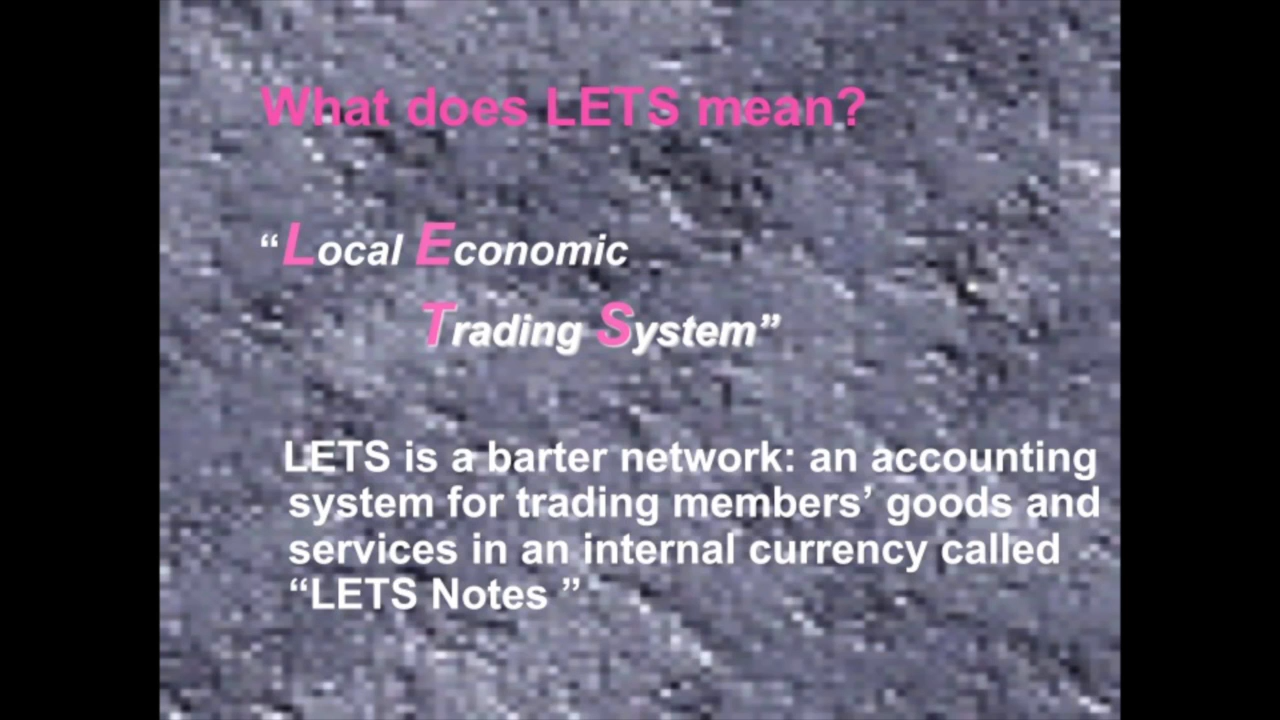 What does LETS mean?
“Local Economic
Trading System”
LETS is a barter network: an accounting
system for trading members’ goods and
services in an internal currency called
“LETS Notes ”